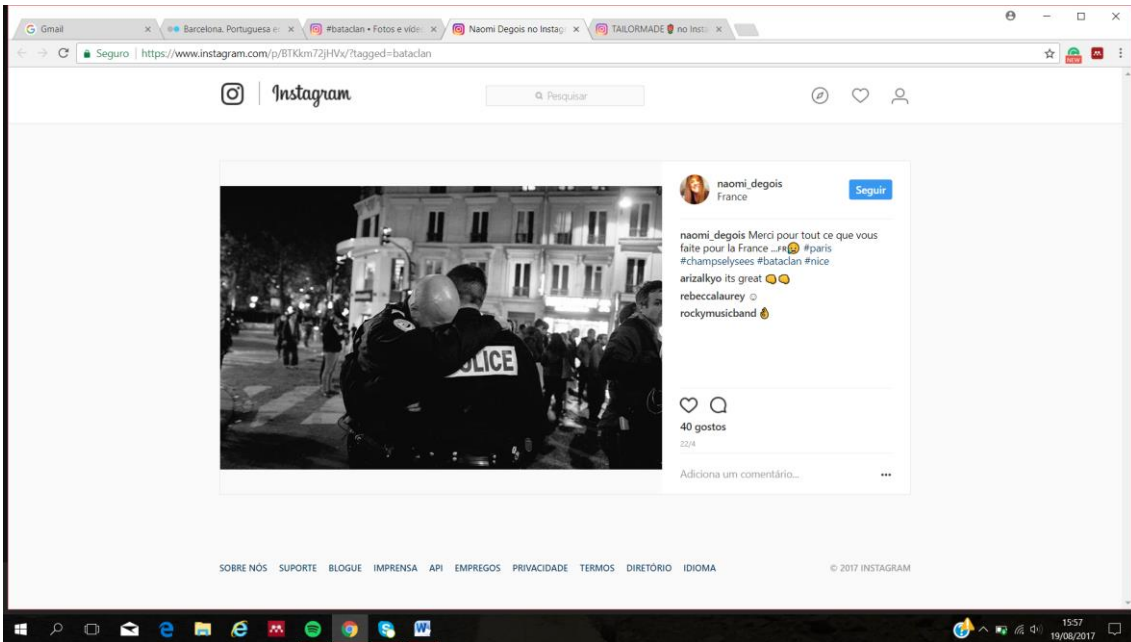 Gmail
Barcelona. Portuguesa e
#bataclan • Fotos e víde
Naomi Degois no Instag
TAILORMADE no Insta
Seguro | https://www.instagram.com/p/BTKkm72jHVx/?tagged=bataclan
NEW
Instagram
Pesquisar
POLICE
naomi_degois
France
Seguir
naomi_degois Merci pour tout ce que vous
faite pour la France ...FR #paris
#champselysees #bataclan #nice
arizalkyo its great
rebeccalaurey
rockymusicband
40 gostos
22/4
Adiciona um comentário...
SOBRE NÓS SUPORTE BLOGUE IMPRENSA API EMPREGOS PRIVACIDADE TERMOS DIRETÓRIO IDIOMA
© 2017 INSTAGRAM
15:57
19/08/2017